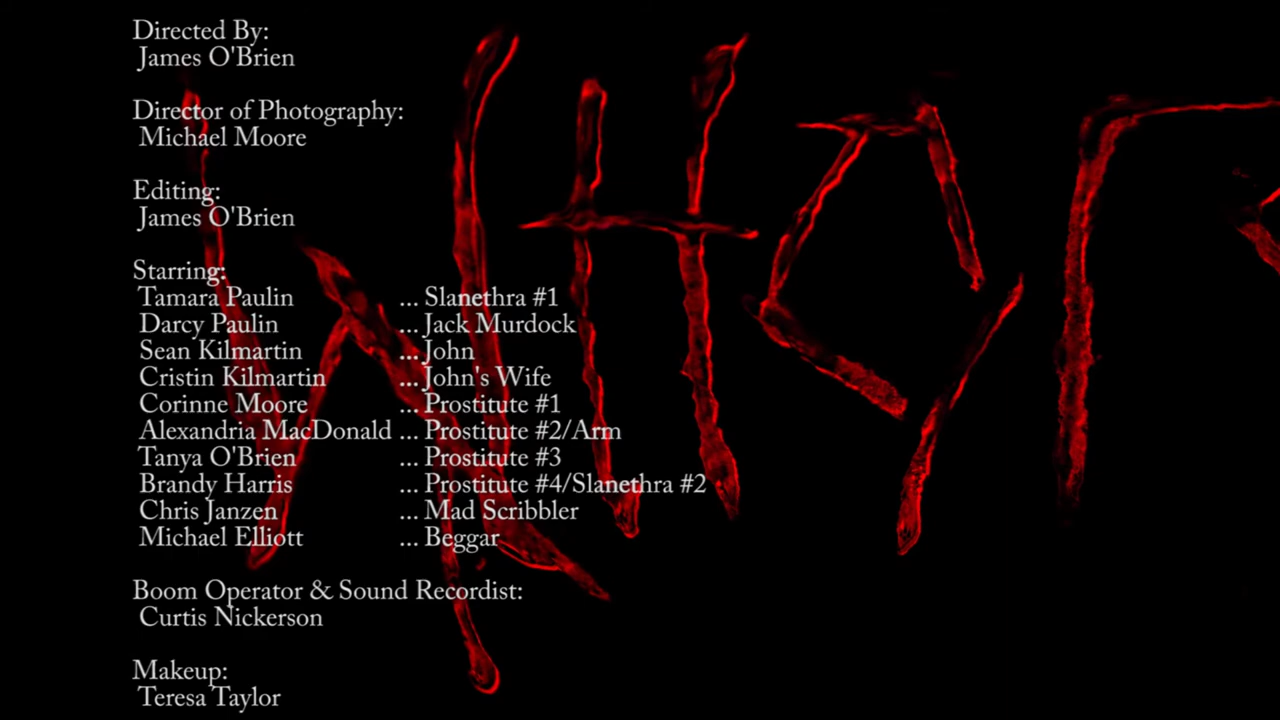 Directed By:
James O'Brien
Director of Photography:
Michael Moore
Editing:
James O'Brien
Starring:
Tamara Paulin ... Slanethra #1
Darcy Paulin ... Jack Murdock
Sean Kilmartin ... John
Cristin Kilmartin ... John's Wife
Corinne Moore ... Prostitute #1
Alexandria MacDonald ... Prostitute #2/Arm
Tanya O'Brien ... Prostitute #3
Brandy Harris ... Prostitute #4/Slanethra #2
Chris Janzen ... Mad Scribbler
Michael Elliott ... Beggar
Boom Operator & Sound Recordist:
Curtis Nickerson
Makeup:
Teresa Taylor
WHOR